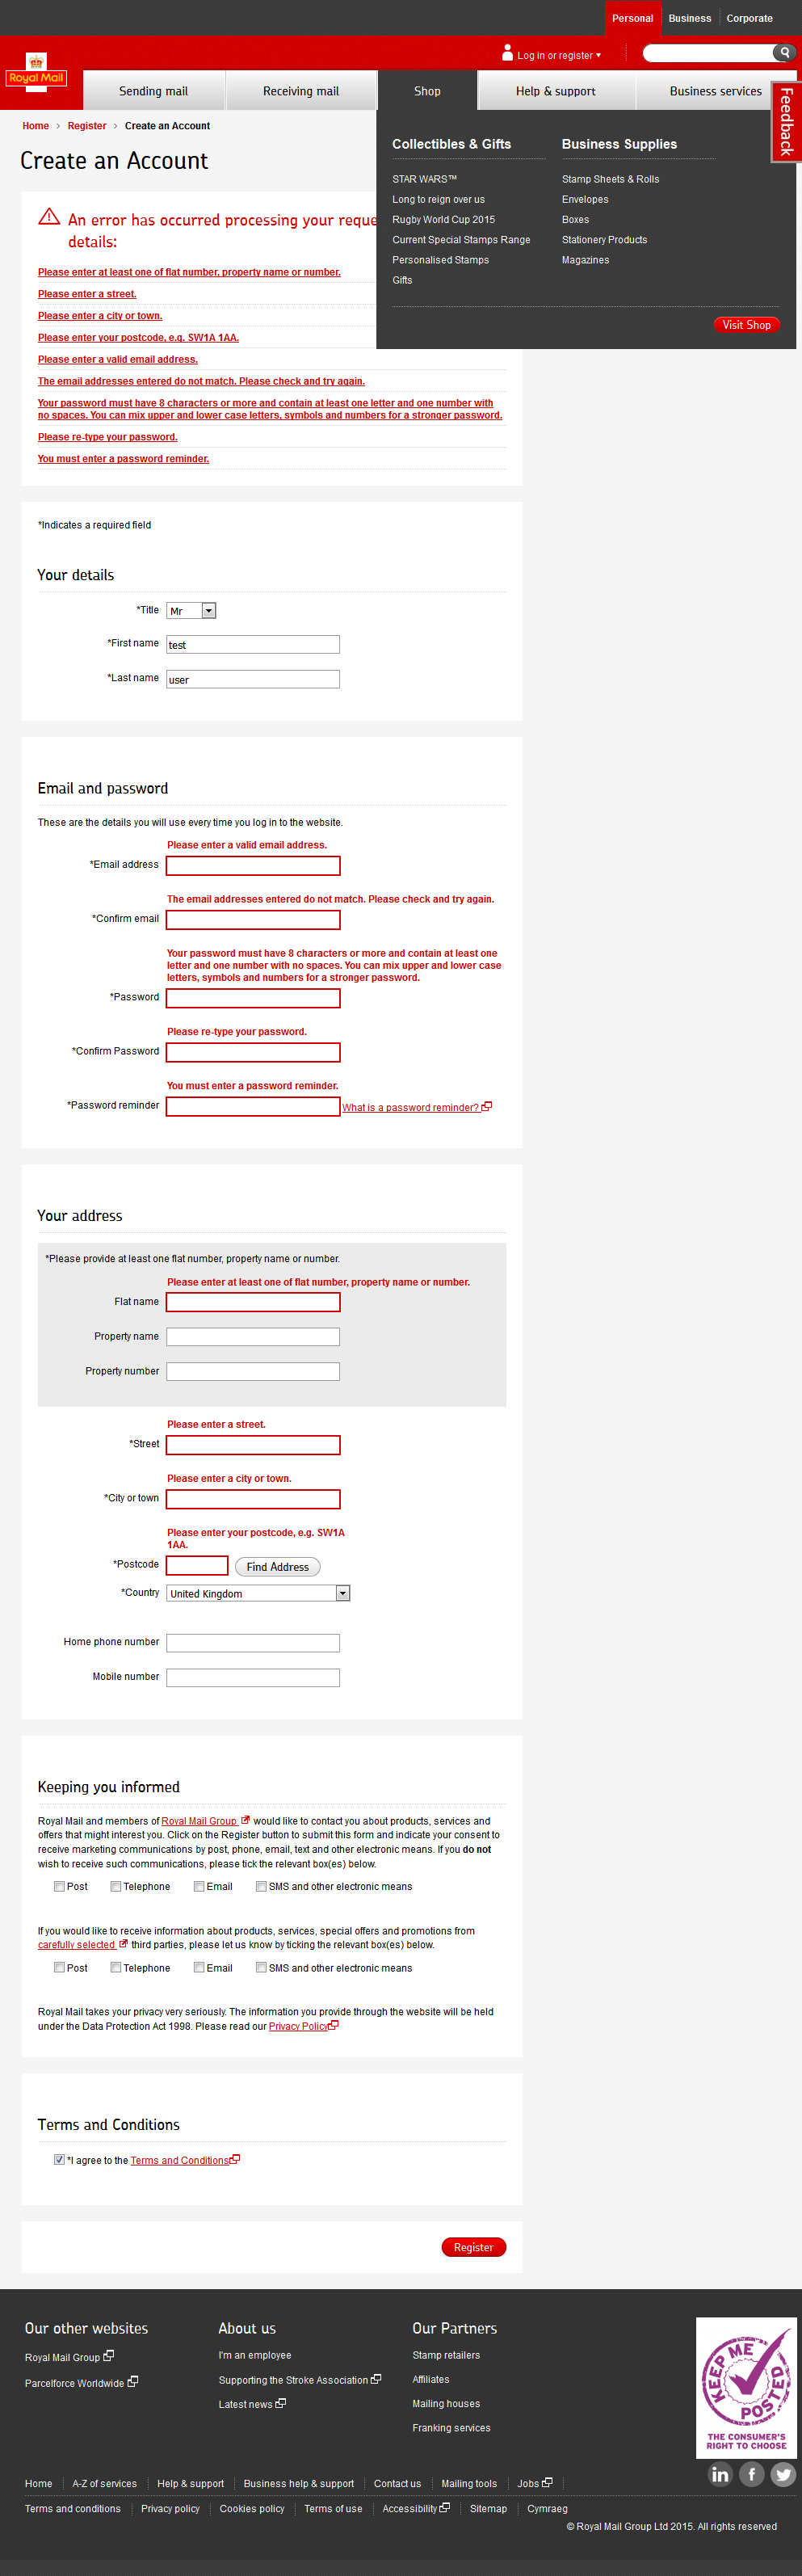 Personal Business Corporate
Log in or register
Royal Mail
Sending mail Receiving mail Shop Help & support Business services
Feedback
Home > Register > Create an Account
Create an Account
Collectibles & Gifts
STAR WARS™
Long to reign over us
Rugby World Cup 2015
Current Special Stamps Range
Personalised Stamps
Gifts
Business Supplies
Stamp Sheets & Rolls
Envelopes
Boxes
Stationery Products
Magazines
Visit Shop
An error has occurred processing your reque
details:
Please enter at least one of flat number, property name or number.
Please enter a street.
Please enter a city or town.
Please enter your postcode, e.g. SW1A 1AA.
Please enter a valid email address.
The email addresses entered do not match. Please check and try again.
Your password must have 8 characters or more and contain at least one letter and one number with
no spaces. You can mix upper and lower case letters, symbols and numbers for a stronger password.
Please re-type your password.
You must enter a password reminder.
*Indicates a required field
Your details
*Title Mr
*First name test
*Last name user
Email and password
These are the details you will use every time you log in to the website.
Please enter a valid email address.
*Email address
The email addresses entered do not match. Please check and try again.
*Confirm email
Your password must have 8 characters or more and contain at least one
letter and one number with no spaces. You can mix upper and lower case
letters, symbols and numbers for a stronger password.
*Password
Please re-type your password.
*Confirm Password
You must enter a password reminder.
*Password reminder What is a password reminder?
Your address
*Please provide at least one flat number, property name or number.
Please enter at least one of flat number, property name or number.
Flat name
Property name
Property number
Please enter a street.
*Street
Please enter a city or town.
*City or town
Please enter your postcode, e.g. SW1A
1AA.
*Postcode Find Address
*Country United Kingdom
Home phone number
Mobile number
Keeping you informed
Royal Mail and members of Royal Mail Group would like to contact you about products, services and
offers that might interest you. Click on the Register button to submit this form and indicate your consent to
receive marketing communications by post, phone, email, text and other electronic means. If you do not
wish to receive such communications, please tick the relevant box(es) below.
Post Telephone Email SMS and other electronic means
If you would like to receive information about products, services, special offers and promotions from
carefully selected third parties, please let us know by ticking the relevant box(es) below.
Post Telephone Email SMS and other electronic means
Royal Mail takes your privacy very seriously. The information you provide through the website will be held
under the Data Protection Act 1998. Please read our Privacy Policy
Terms and Conditions
*I agree to the Terms and Conditions
Register
Our other websites
Royal Mail Group
Parcelforce Worldwide
About us
I'm an employee
Supporting the Stroke Association
Latest news
Our Partners
Stamp retailers
Affiliates
Mailing houses
Franking services
KEEP ME POSTED
THE CONSUMER'S
RIGHT TO CHOOSE
in f
Home A-Z of services Help & support Business help & support Contact us Mailing tools Jobs
Terms and conditions Privacy policy Cookies policy Terms of use Accessibility Sitemap Cymraeg
© Royal Mail Group Ltd 2015. All rights reserved